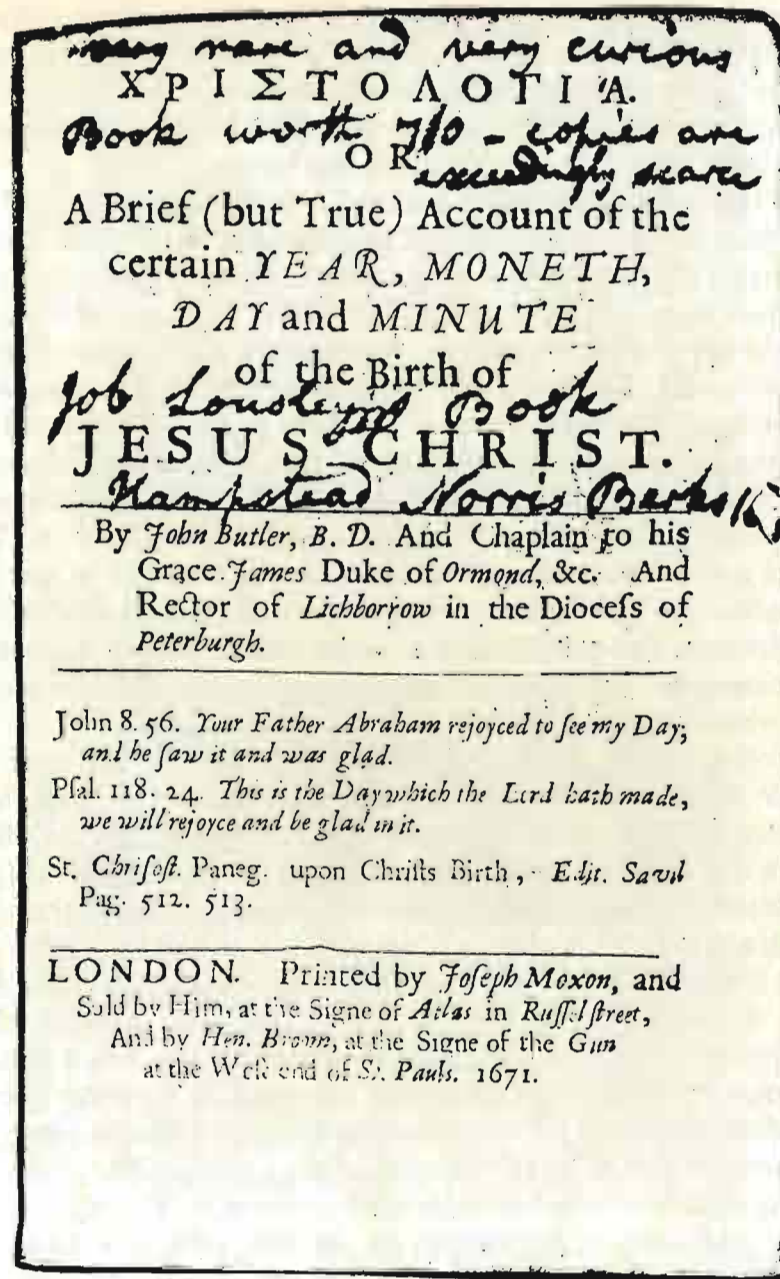 very rare and very curious
ΧΡΙΣΤΟΛΟΓΙΆ.
Book worth 7/0 - copies are
OR
exceedingly scarce
A Brief (but True) Account of the
certain YEAR, MONETH,
DAY and MINUTE
of the Birth of
Job Lousley's Book
JESUS CHRIST.
Hampstead Norris Berks
By John Butler, B. D. And Chaplain to his
Grace James Duke of Ormond, &c. And
Rector of Lichborrow in the Dioceſs of
Peterburgh.
John 8. 56. Your Father Abraham rejoyced to ſee my Day;
and he ſaw it and was glad.
Pſal. 118. 24. This is the Day which the Lord hath made,
we will rejoyce and be glad in it.
St. Chriſoſt. Paneg. upon Chriſts Birth, Edit. Savil
Pag. 512. 513.
LONDON. Printed by Joſeph Moxon, and
Sold by Him, at the Signe of Atlas in Ruſſelſtreet,
And by Hen. Broun, at the Signe of the Gun
at the Weſt end of St. Pauls. 1671.